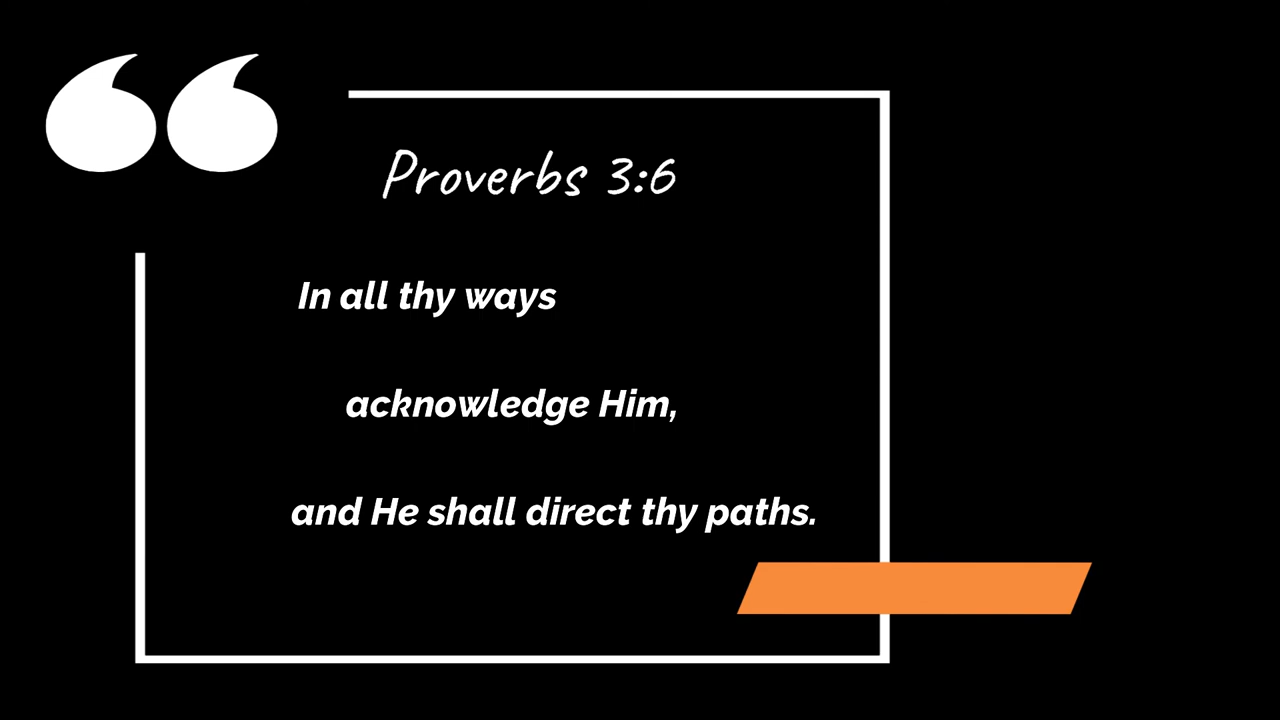 Proverbs 3:6
In all thy ways
acknowledge Him,
and He shall direct thy paths.